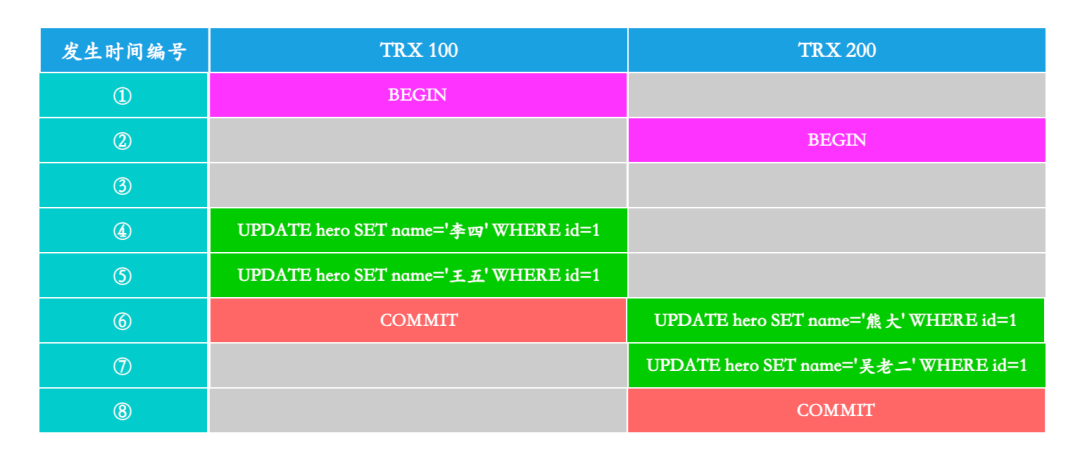 发生时间编号 TRX 100 TRX 200
① BEGIN
② BEGIN
③
④ UPDATE hero SET name='李四' WHERE id=1
⑤ UPDATE hero SET name='王五' WHERE id=1
⑥ COMMIT UPDATE hero SET name='熊大' WHERE id=1
⑦ UPDATE hero SET name='吴老二' WHERE id=1
⑧ COMMIT